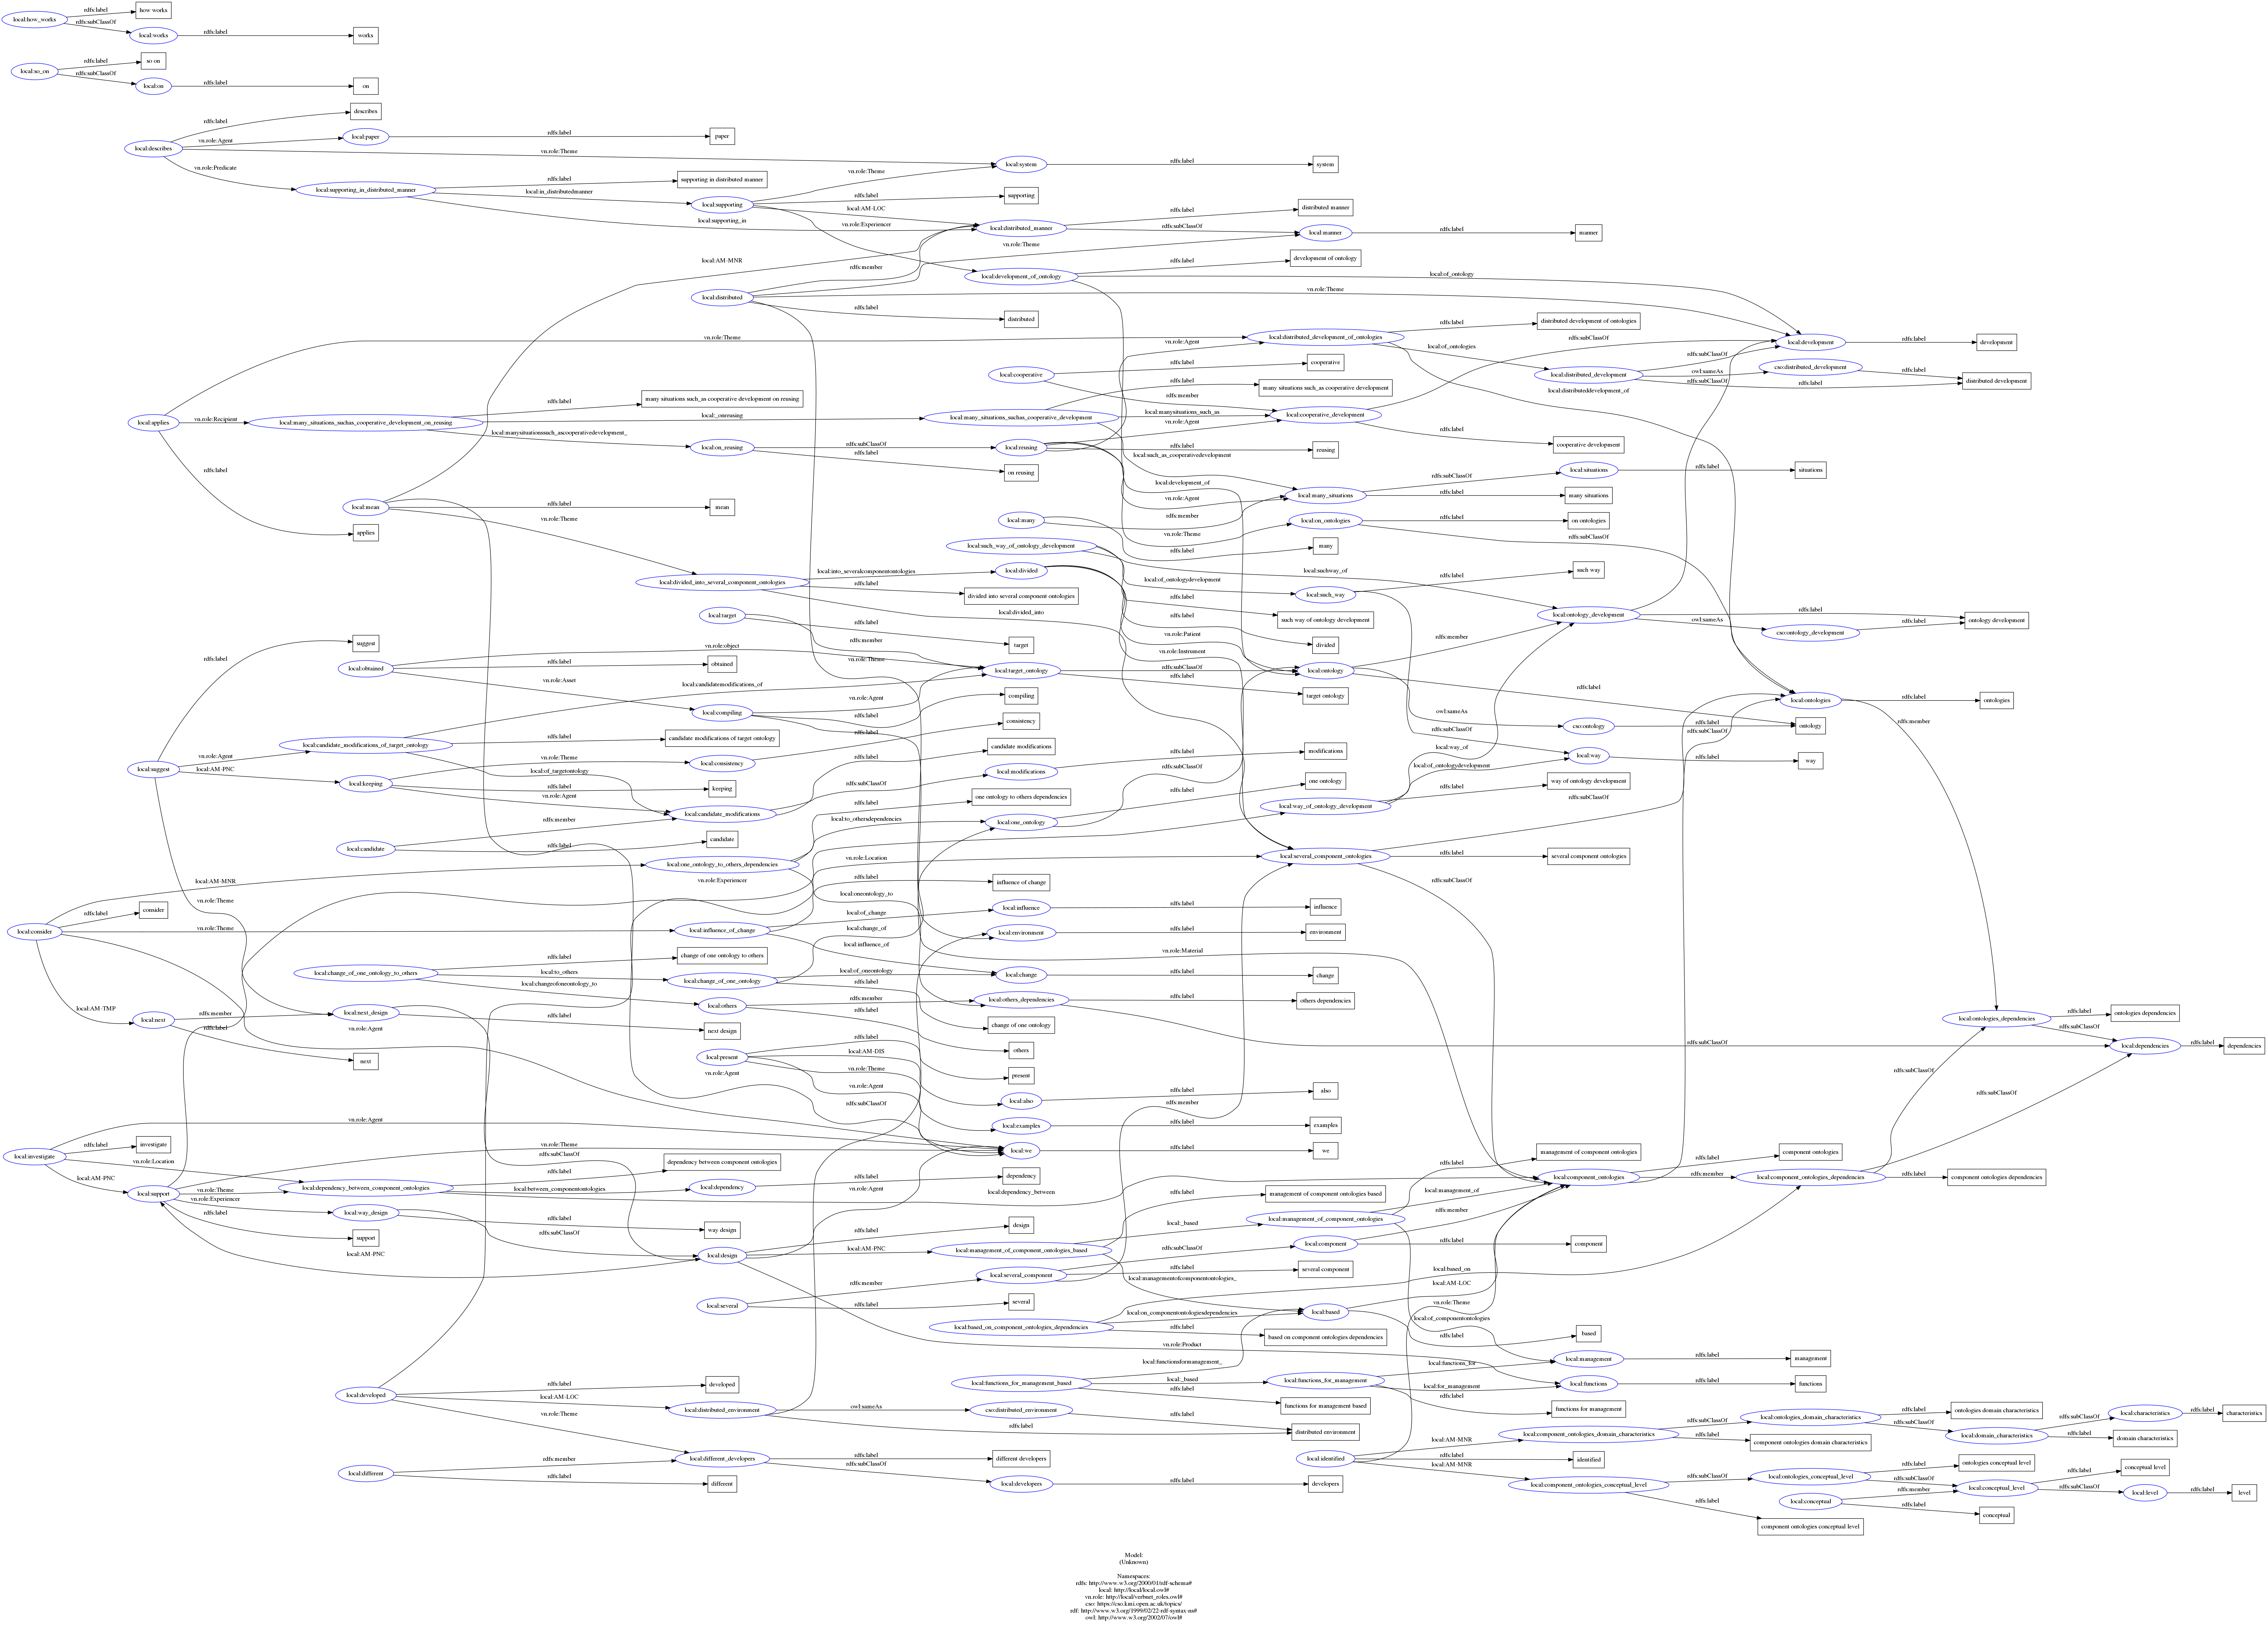 local:how_works
rdfs:label
how works
rdfs:subClassOf
local:works
rdfs:label
works
local:so_on
rdfs:label
so on
rdfs:subClassOf
local:on
rdfs:label
on
local:describes
rdfs:label
describes
vn.role:Agent
local:paper
rdfs:label
paper
vn.role:Theme
local:system
rdfs:label
system
vn.role:Predicate
local:supporting_in_distributed_manner
rdfs:label
supporting in distributed manner
local:in_distributedmanner
local:supporting
vn.role:Theme
rdfs:label
supporting
local:AM-LOC
local:supporting_in
vn.role:Experiencer
local:distributed_manner
rdfs:label
distributed manner
rdfs:subClassOf
local:manner
rdfs:label
manner
vn.role:Theme
local:AM-MNR
rdfs:member
local:development_of_ontology
rdfs:label
development of ontology
local:of_ontology
local:distributed
vn.role:Theme
rdfs:label
distributed
local:applies
vn.role:Theme
vn.role:Agent
local:distributed_development_of_ontologies
rdfs:label
distributed development of ontologies
local:of_ontologies
local:distributed_development
rdfs:subClassOf
rdfs:subClassOf
local:development
rdfs:label
development
owl:sameAs
cso:distributed_development
rdfs:label
rdfs:subClassOf
rdfs:label
distributed development
local:distributeddevelopment_of
local:cooperative
rdfs:label
cooperative
rdfs:member
vn.role:Recipient
local:many_situations_suchas_cooperative_development_on_reusing
rdfs:label
many situations such_as cooperative development on reusing
local:_onreusing
local:many_situations_suchas_cooperative_development
rdfs:label
many situations such_as cooperative development
local:manysituations_such_as
local:cooperative_development
rdfs:label
cooperative development
vn.role:Agent
local:manysituationssuch_ascooperativedevelopment_
local:on_reusing
rdfs:subClassOf
rdfs:label
on reusing
local:reusing
rdfs:label
reusing
local:such_as_cooperativedevelopment
rdfs:label
applies
local:many_situations
rdfs:subClassOf
local:situations
rdfs:label
situations
rdfs:label
many situations
local:development_of
vn.role:Agent
local:mean
rdfs:label
mean
vn.role:Theme
local:many
rdfs:member
rdfs:label
many
vn.role:Theme
local:on_ontologies
rdfs:label
on ontologies
rdfs:subClassOf
local:such_way_of_ontology_development
local:suchway_of
local:of_ontologydevelopment
rdfs:label
such way of ontology development
local:such_way
rdfs:label
such way
local:divided_into_several_component_ontologies
local:into_severalcomponentontologies
rdfs:label
divided into several component ontologies
local:divided_into
local:divided
rdfs:label
divided
vn.role:Patient
vn.role:Instrument
local:ontology_development
rdfs:label
owl:sameAs
cso:ontology_development
rdfs:label
ontology development
local:target
rdfs:member
rdfs:label
target
local:suggest
rdfs:label
suggest
local:obtained
vn.role:object
rdfs:label
obtained
vn.role:Theme
vn.role:Asset
local:target_ontology
rdfs:subClassOf
rdfs:label
target ontology
local:ontology
rdfs:member
rdfs:label
owl:sameAs
cso:ontology
rdfs:label
ontology
rdfs:subClassOf
local:ontologies
rdfs:label
ontologies
rdfs:subClassOf
rdfs:member
local:candidatemodifications_of
local:compiling
vn.role:Agent
rdfs:label
compiling
vn.role:Agent
local:candidate_modifications_of_target_ontology
rdfs:label
candidate modifications of target ontology
local:of_targetontology
local:AM-PNC
local:keeping
vn.role:Theme
local:consistency
rdfs:label
consistency
rdfs:label
keeping
vn.role:Agent
local:candidate_modifications
rdfs:label
candidate modifications
rdfs:subClassOf
local:modifications
rdfs:label
modifications
rdfs:subClassOf
local:way_of
local:of_ontologydevelopment
local:way
rdfs:label
way
local:way_of_ontology_development
rdfs:label
way of ontology development
rdfs:subClassOf
local:candidate
rdfs:member
rdfs:label
candidate
local:one_ontology_to_others_dependencies
rdfs:label
one ontology to others dependencies
local:to_othersdependencies
local:one_ontology
rdfs:label
one ontology
vn.role:Location
vn.role:Experiencer
local:oneontology_to
local:several_component_ontologies
rdfs:label
several component ontologies
rdfs:subClassOf
vn.role:Theme
local:consider
local:AM-MNR
rdfs:label
consider
vn.role:Theme
local:AM-TMP
local:influence_of_change
rdfs:label
influence of change
local:of_change
local:influence
rdfs:label
influence
local:influence_of
local:change_of
local:environment
rdfs:label
environment
vn.role:Material
local:change_of_one_ontology_to_others
rdfs:label
change of one ontology to others
local:to_others
local:change_of_one_ontology
local:of_oneontology
rdfs:label
change of one ontology
local:change
rdfs:label
change
local:changeofoneontology_to
local:others
rdfs:member
rdfs:label
others
local:others_dependencies
rdfs:label
others dependencies
rdfs:subClassOf
local:next
rdfs:member
rdfs:label
next
local:next_design
rdfs:label
next design
vn.role:Agent
local:ontologies_dependencies
rdfs:label
ontologies dependencies
rdfs:subClassOf
local:dependencies
rdfs:label
dependencies
local:present
rdfs:label
present
local:AM-DIS
vn.role:Theme
vn.role:Agent
vn.role:Agent
rdfs:subClassOf
local:also
rdfs:label
also
local:examples
rdfs:label
examples
rdfs:member
rdfs:subClassOf
rdfs:subClassOf
local:investigate
vn.role:Agent
rdfs:label
investigate
vn.role:Location
local:AM-PNC
local:we
rdfs:label
we
local:support
vn.role:Theme
rdfs:subClassOf
vn.role:Theme
vn.role:Experiencer
rdfs:label
support
local:AM-PNC
local:dependency_between_component_ontologies
rdfs:label
dependency between component ontologies
local:between_componentontologies
local:dependency
rdfs:label
dependency
vn.role:Agent
local:dependency_between
local:way_design
rdfs:label
way design
rdfs:subClassOf
local:component_ontologies
rdfs:label
component ontologies
rdfs:member
local:component_ontologies_dependencies
rdfs:label
component ontologies dependencies
local:design
rdfs:label
design
local:AM-PNC
vn.role:Product
local:management_of_component_ontologies_based
rdfs:label
management of component ontologies based
local:_based
local:management_of_component_ontologies
rdfs:label
management of component ontologies
local:management_of
rdfs:member
local:managementofcomponentontologies_
local:several_component
rdfs:subClassOf
local:component
rdfs:label
component
rdfs:label
several component
local:several
rdfs:member
rdfs:label
several
local:based_on
local:AM-LOC
vn.role:Theme
local:of_componentontologies
local:based_on_component_ontologies_dependencies
local:on_componentontologiesdependencies
rdfs:label
based on component ontologies dependencies
local:based
rdfs:label
based
local:functionsformanagement_
local:functions_for_management_based
local:_based
rdfs:label
functions for management based
local:functions_for_management
local:functions_for
local:for_management
rdfs:label
functions for management
local:management
rdfs:label
management
local:functions
rdfs:label
functions
local:developed
rdfs:label
developed
local:AM-LOC
vn.role:Theme
local:distributed_environment
owl:sameAs
cso:distributed_environment
rdfs:label
rdfs:label
distributed environment
local:different
rdfs:member
rdfs:label
different
local:different_developers
rdfs:label
different developers
rdfs:subClassOf
local:developers
rdfs:label
developers
local:identified
local:AM-MNR
rdfs:label
identified
local:AM-MNR
local:component_ontologies_domain_characteristics
rdfs:subClassOf
rdfs:label
component ontologies domain characteristics
local:ontologies_domain_characteristics
rdfs:label
ontologies domain characteristics
rdfs:subClassOf
local:domain_characteristics
rdfs:subClassOf
local:characteristics
rdfs:label
characteristics
rdfs:label
domain characteristics
local:component_ontologies_conceptual_level
rdfs:subClassOf
rdfs:label
component ontologies conceptual level
local:ontologies_conceptual_level
rdfs:label
ontologies conceptual level
rdfs:subClassOf
local:conceptual
rdfs:member
rdfs:label
conceptual
local:conceptual_level
rdfs:label
conceptual level
rdfs:subClassOf
local:level
rdfs:label
level
Model:
(Unknown)
Namespaces:
rdfs: http://www.w3.org/2000/01/rdf-schema#
local: http://local/local.owl#
vn.role: http://local/verbnet_roles.owl#
cso: https://cso.kmi.open.ac.uk/topics/
rdf: http://www.w3.org/1999/02/22-rdf-syntax-ns#
owl: http://www.w3.org/2002/07/owl#